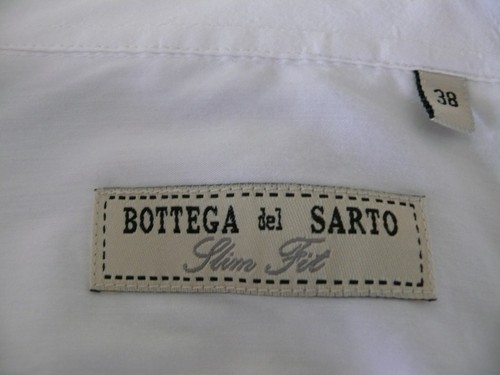 38
BOTTEGA del SARTO
Slim Fit